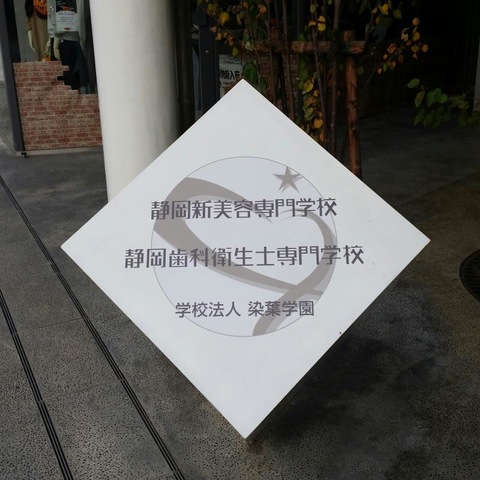 静岡新美容専門学校
静岡歯科衛生士専門学校
学校法人 染葉学園